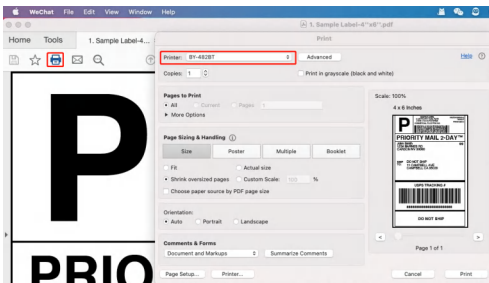 WeChat File Edit View Window Help
1. Sample Label-4"x6".pdf
Home Tools 1. Sample Label-4...
Print
Printer: BY-482BT Advanced Help
Copies: 1 Print in grayscale (black and white)
Pages to Print
All Current Pages 1
More Options
Scale: 100%
4 x 6 Inches
Page Sizing & Handling
Size Poster Multiple Booklet
Fit Actual size
Shrink oversized pages Custom Scale: 100 %
Choose paper source by PDF page size
Orientation:
Auto Portrait Landscape
Comments & Forms
Document and Markups Summarize Comments
Page Setup... Printer...
P
PRIORITY MAIL 2-DAY™
USPS TRACKING #
DO NOT SHIP
< >
Page 1 of 1
Cancel Print
P
PRIO